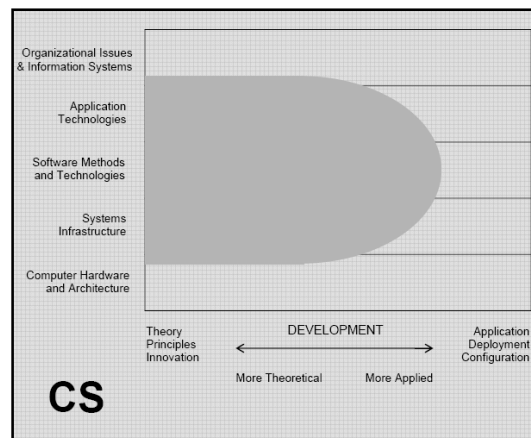 Organizational Issues
& Information Systems
Application
Technologies
Software Methods
and Technologies
Systems
Infrastructure
Computer Hardware
and Architecture
Theory
Principles
Innovation
DEVELOPMENT
Application
Deployment
Configuration
More Theoretical
More Applied
CS